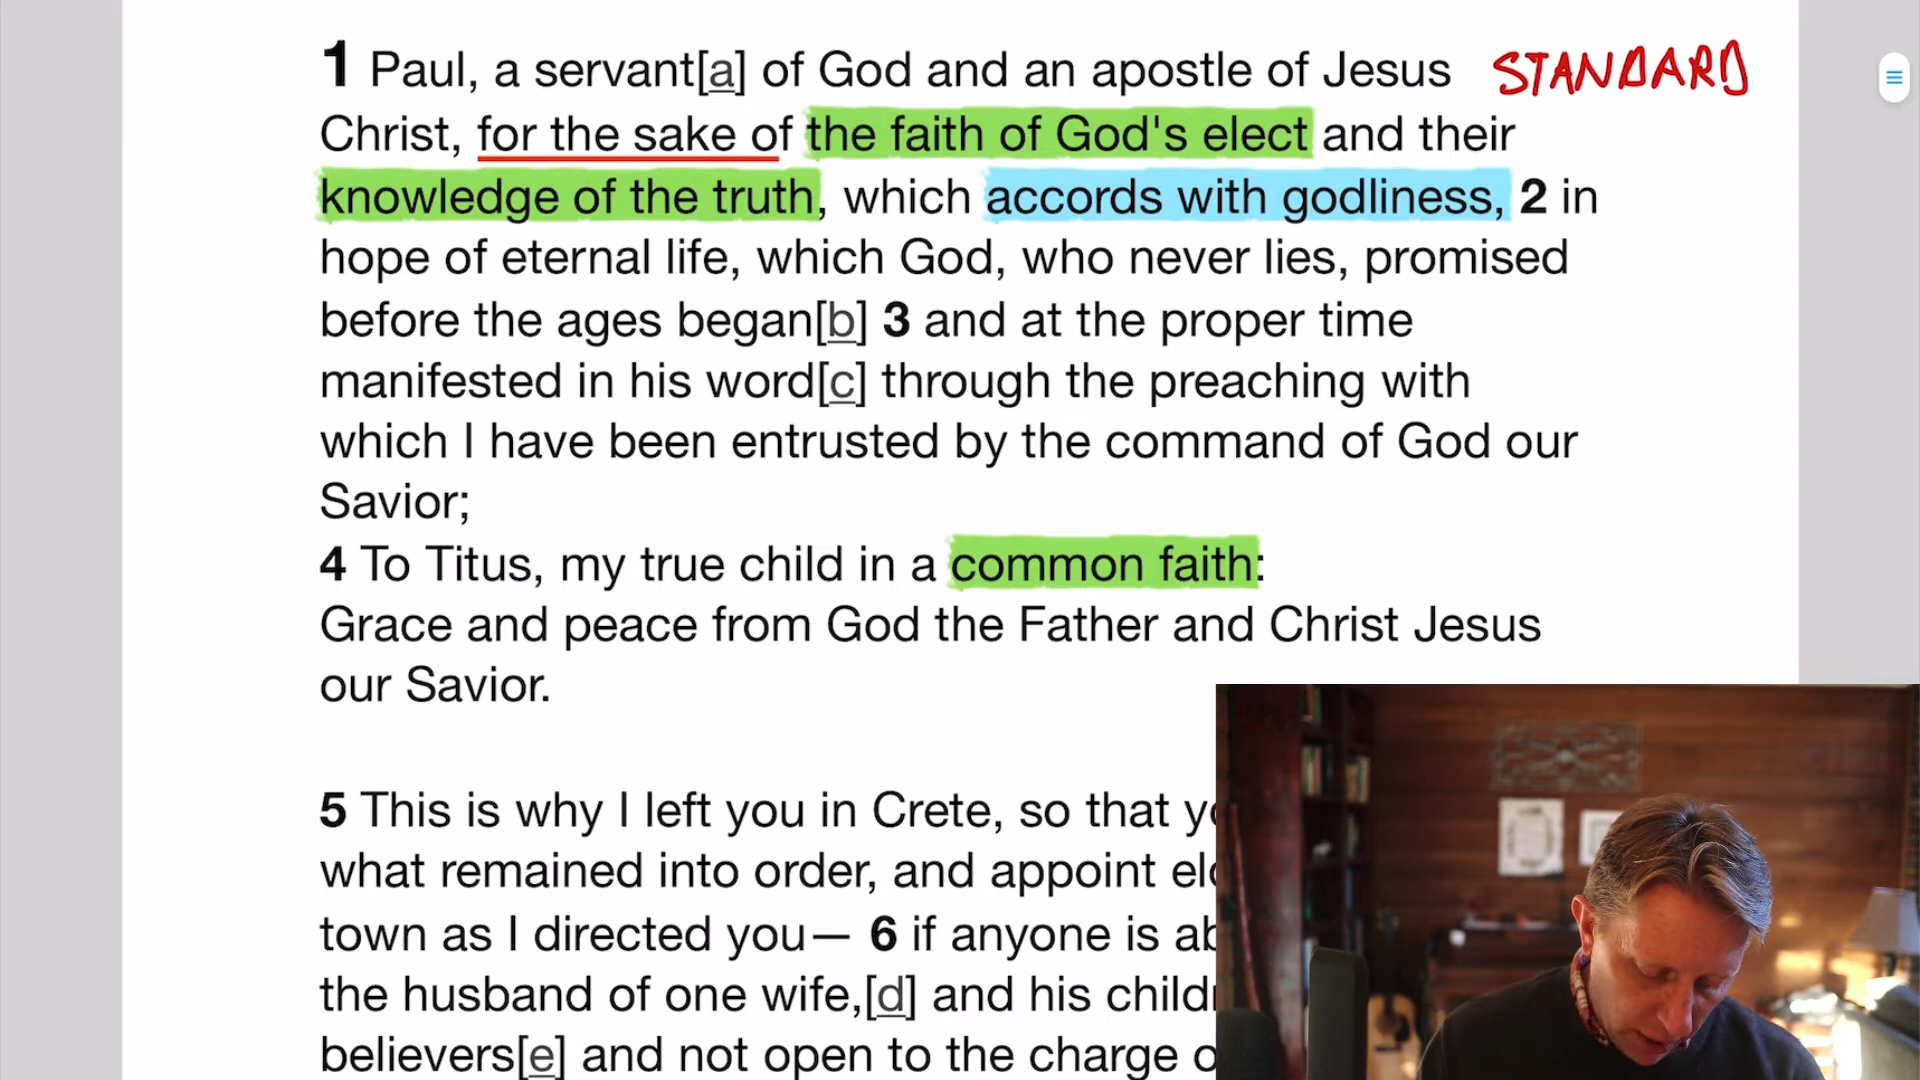 1 Paul, a servant[a] of God and an apostle of Jesus STANDARD
Christ, for the sake of the faith of God's elect and their
knowledge of the truth, which accords with godliness, 2 in
hope of eternal life, which God, who never lies, promised
before the ages began[b] 3 and at the proper time
manifested in his word[c] through the preaching with
which I have been entrusted by the command of God our
Savior;
4 To Titus, my true child in a common faith:
Grace and peace from God the Father and Christ Jesus
our Savior.
5 This is why I left you in Crete, so that
what remained into order, and appoint
town as I directed you— 6 if anyone is
the husband of one wife,[d] and his
believers[e] and not open to the charge